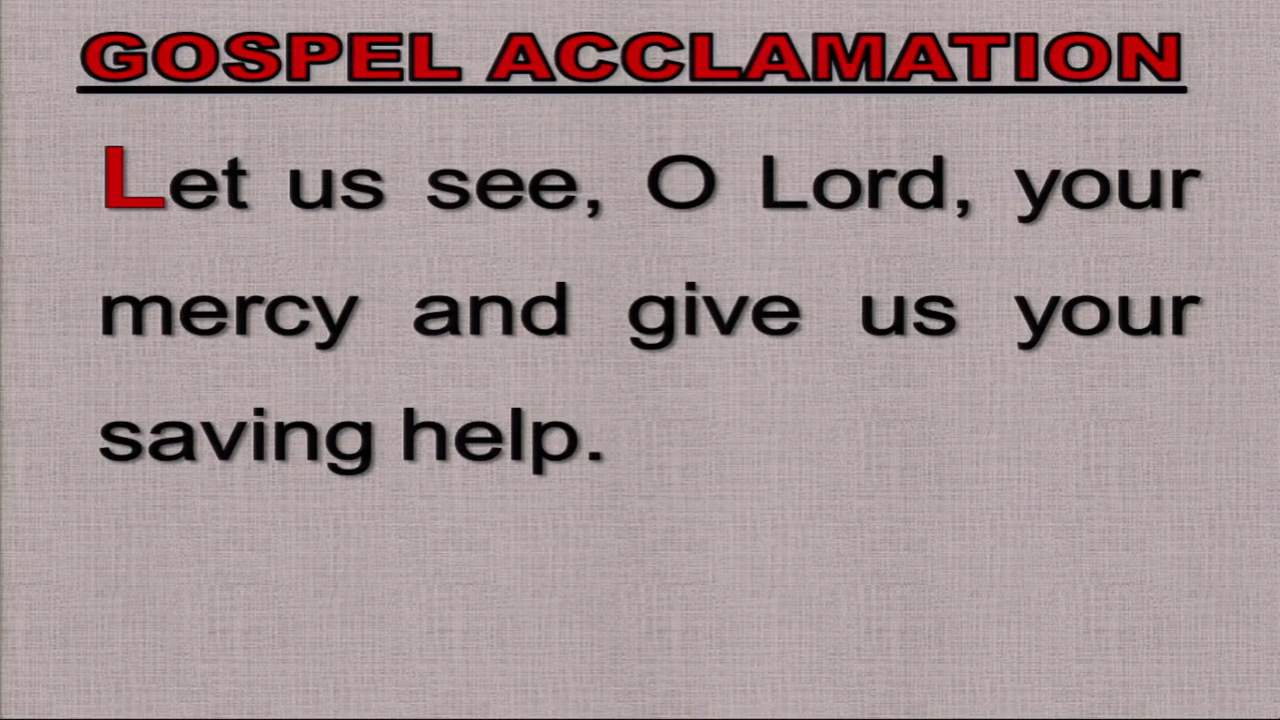 GOSPEL ACCLAMATION
Let us see, O Lord, your
mercy and give us your
saving help.